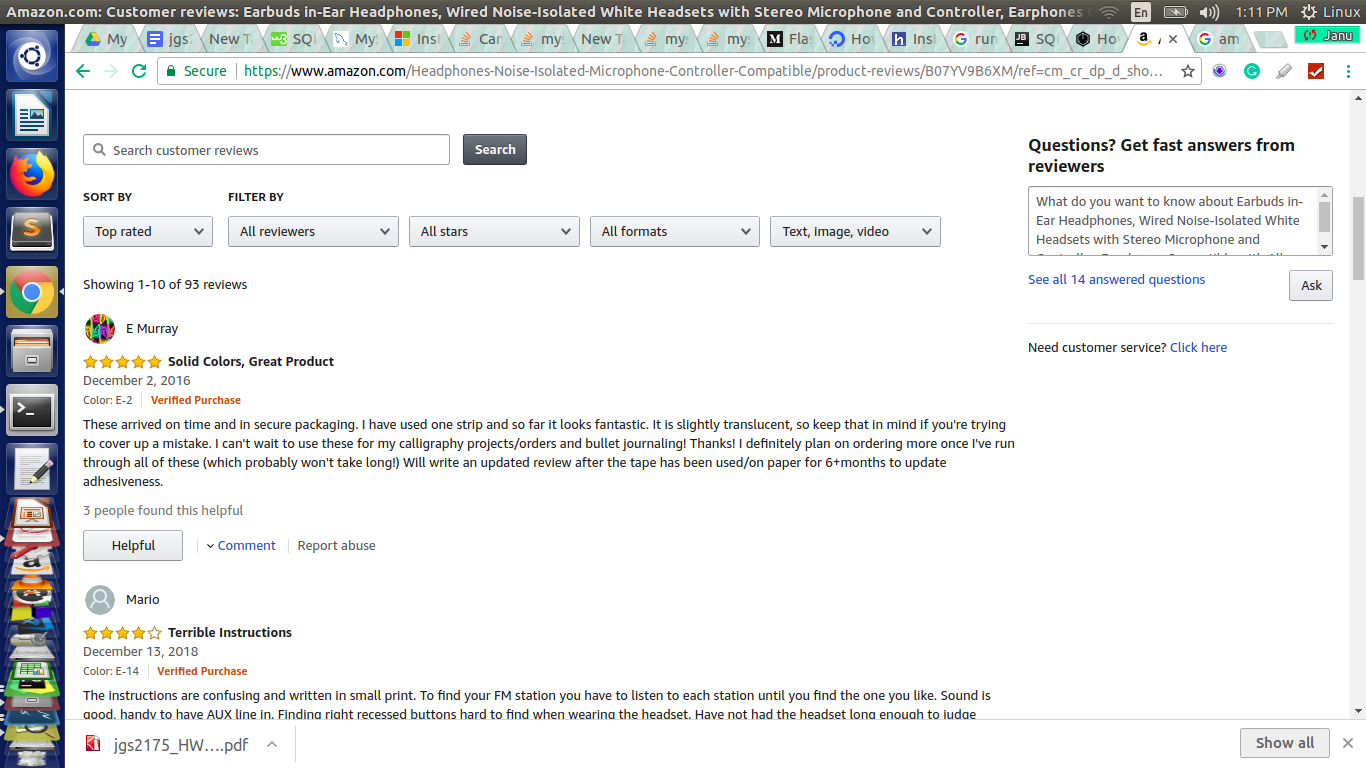 Amazon.com: Customer reviews: Earbuds in-Ear Headphones, Wired Noise-Isolated White Headsets with Stereo Microphone and Controller, Earphones
En
1:11 PM
Linux
My
jgs
New T
SQL
MyS
Inst
Car
mys
New T
mys
mys
Flas
How
Inst
run
SQ
Ho
am
Janu
Secure
https://www.amazon.com/Headphones-Noise-Isolated-Microphone-Controller-Compatible/product-reviews/B07YV9B6XM/ref=cm_cr_dp_d_sho...
Search customer reviews
Search
SORT BY
FILTER BY
Top rated
All reviewers
All stars
All formats
Text, image, video
Showing 1-10 of 93 reviews
E Murray
Solid Colors, Great Product
December 2, 2016
Color: E-2
Verified Purchase
These arrived on time and in secure packaging. I have used one strip and so far it looks fantastic. It is slightly translucent, so keep that in mind if you're trying
to cover up a mistake. I can't wait to use these for my calligraphy projects/orders and bullet journaling! Thanks! I definitely plan on ordering more once I've run
through all of these (which probably won't take long!) Will write an updated review after the tape has been used/on paper for 6+months to update
adhesiveness.
3 people found this helpful
Helpful
Comment
Report abuse
Mario
Terrible Instructions
December 13, 2018
Color: E-14
Verified Purchase
The instructions are confusing and written in small print. To find your FM station you have to listen to each station until you find the one you like. Sound is
good, handy to have AUX line in. Finding right recessed buttons hard to find when wearing the headset. Have not had the headset long enough to judge
Questions? Get fast answers from
reviewers
What do you want to know about Earbuds in-
Ear Headphones, Wired Noise-Isolated White
Headsets with Stereo Microphone and
See all 14 answered questions
Ask
Need customer service? Click here
jgs2175_HW....pdf
Show all